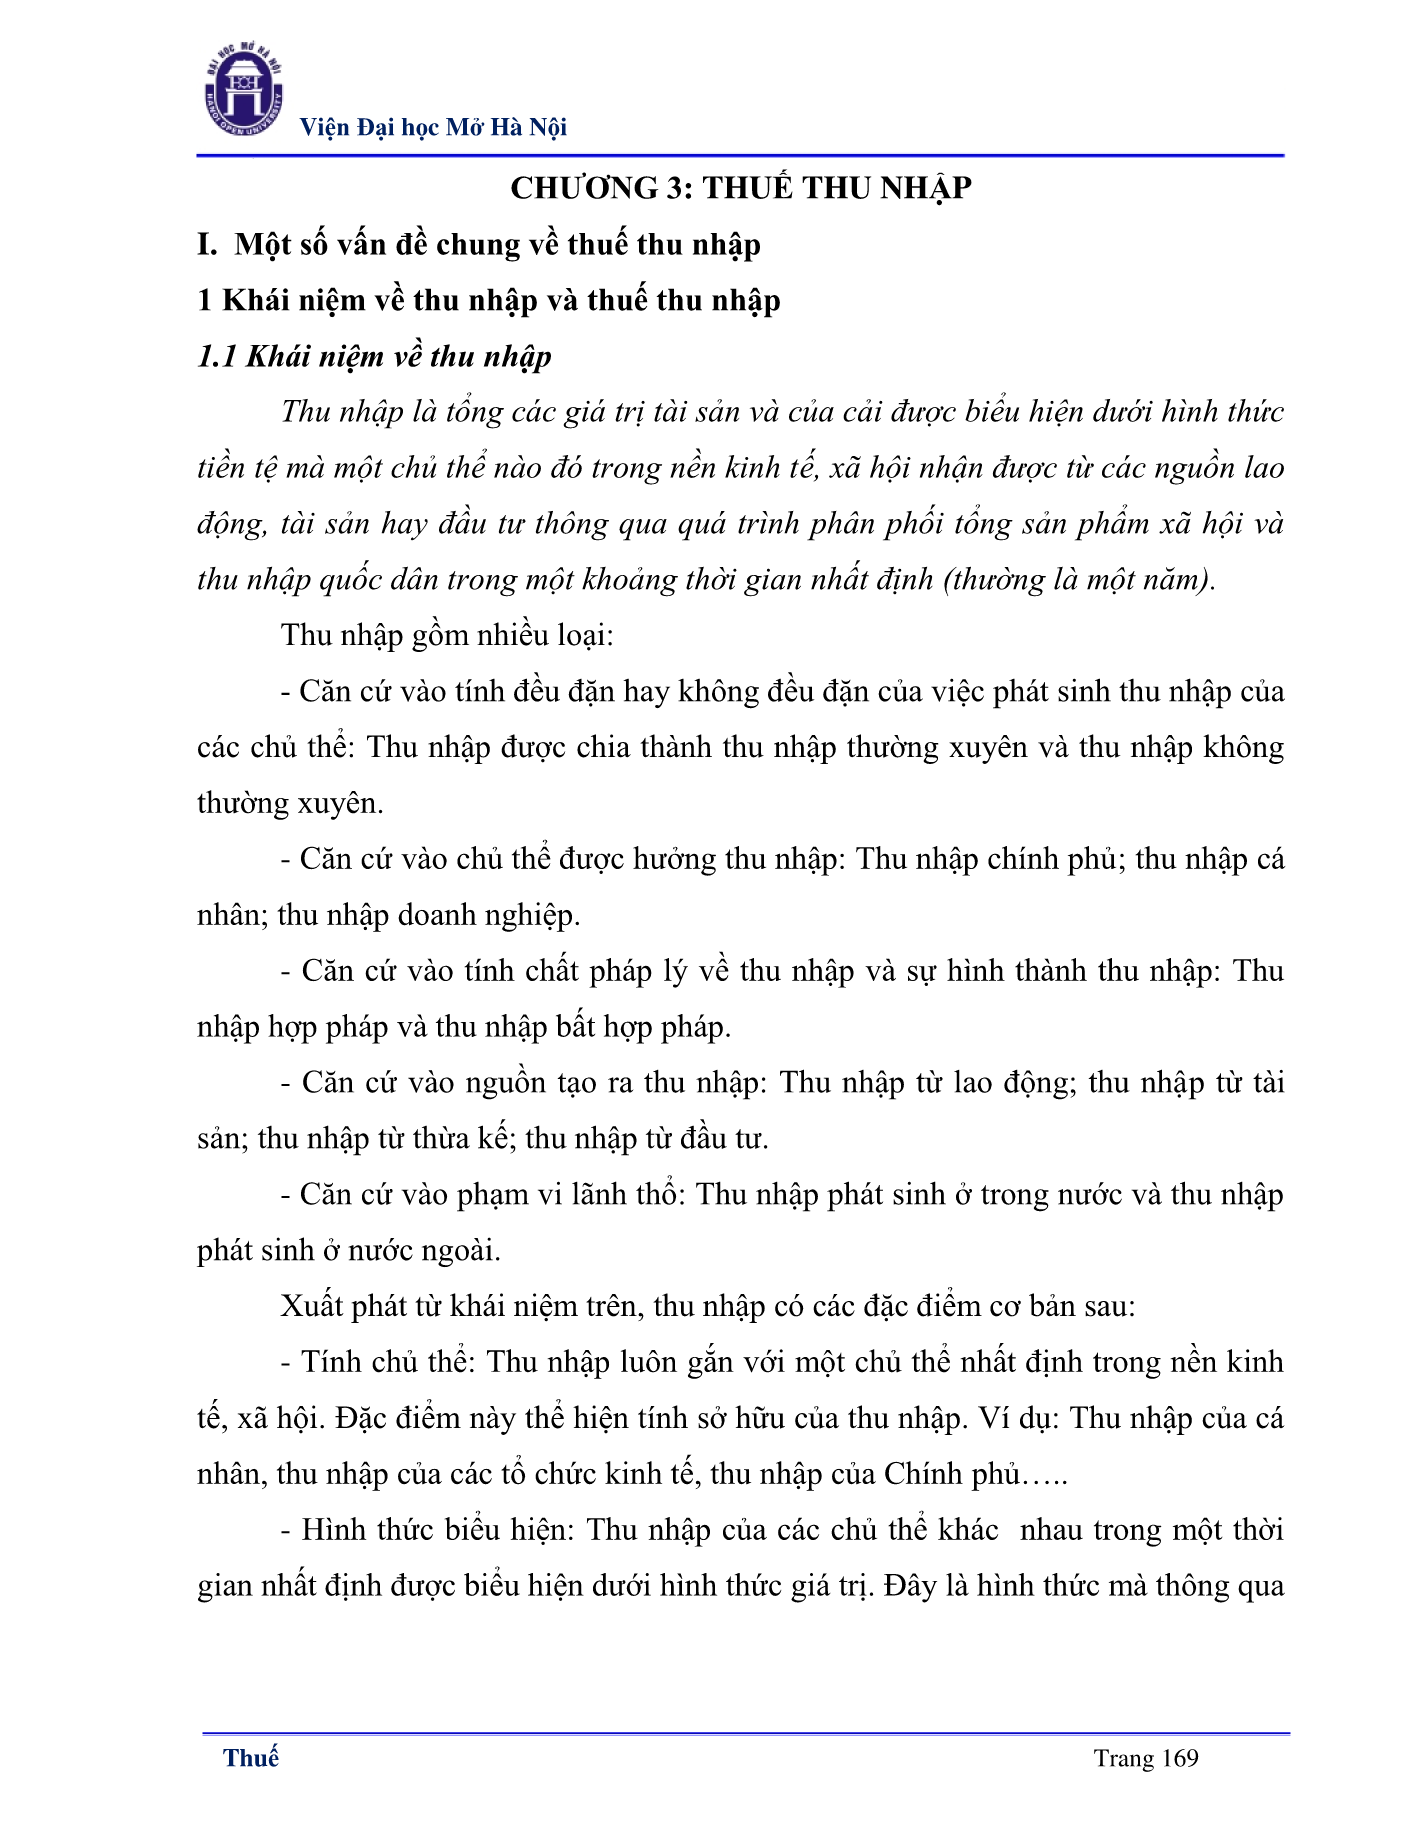 ĐẠI HỌC MỞ HÀ NỘI
HANOI OPEN UNIVERSITY
Viện Đại học Mở Hà Nội
CHƯƠNG 3: THUẾ THU NHẬP
I. Một số vấn đề chung về thuế thu nhập
1 Khái niệm về thu nhập và thuế thu nhập
1.1 Khái niệm về thu nhập
Thu nhập là tổng các giá trị tài sản và của cải được biểu hiện dưới hình thức
tiền tệ mà một chủ thể nào đó trong nền kinh tế, xã hội nhận được từ các nguồn lao
động, tài sản hay đầu tư thông qua quá trình phân phối tổng sản phẩm xã hội và
thu nhập quốc dân trong một khoảng thời gian nhất định (thường là một năm).
Thu nhập gồm nhiều loại:
- Căn cứ vào tính đều đặn hay không đều đặn của việc phát sinh thu nhập của
các chủ thể: Thu nhập được chia thành thu nhập thường xuyên và thu nhập không
thường xuyên.
- Căn cứ vào chủ thể được hưởng thu nhập: Thu nhập chính phủ; thu nhập cá
nhân; thu nhập doanh nghiệp.
- Căn cứ vào tính chất pháp lý về thu nhập và sự hình thành thu nhập: Thu
nhập hợp pháp và thu nhập bất hợp pháp.
- Căn cứ vào nguồn tạo ra thu nhập: Thu nhập từ lao động; thu nhập từ tài
sản; thu nhập từ thừa kế; thu nhập từ đầu tư.
- Căn cứ vào phạm vi lãnh thổ: Thu nhập phát sinh ở trong nước và thu nhập
phát sinh ở nước ngoài.
Xuất phát từ khái niệm trên, thu nhập có các đặc điểm cơ bản sau:
- Tính chủ thể: Thu nhập luôn gắn với một chủ thể nhất định trong nền kinh
tế, xã hội. Đặc điểm này thể hiện tính sở hữu của thu nhập. Ví dụ: Thu nhập của cá
nhân, thu nhập của các tổ chức kinh tế, thu nhập của Chính phủ…..
- Hình thức biểu hiện: Thu nhập của các chủ thể khác  nhau trong một thời
gian nhất định được biểu hiện dưới hình thức giá trị. Đây là hình thức mà thông qua
Thuế
Trang 169